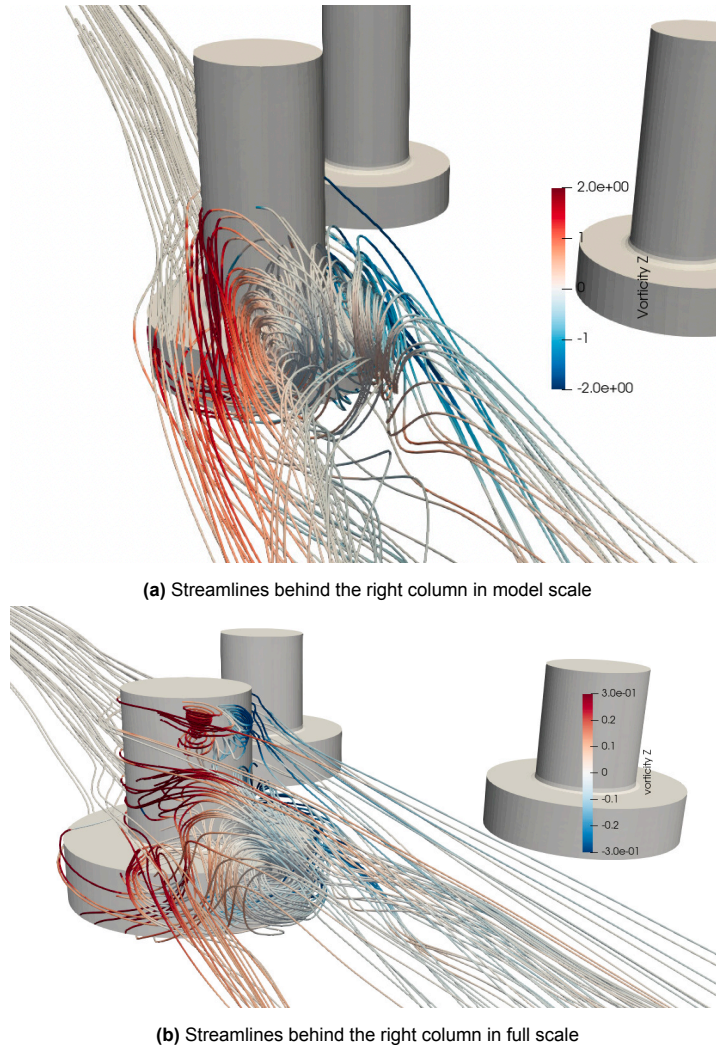 2.0e+00
1
0
-1
-2.0e+00
Vorticity Z
(a) Streamlines behind the right column in model scale
3.0e-01
0.2
0.1
0
-0.1
-0.2
-3.0e-01
vorticity Z
(b) Streamlines behind the right column in full scale